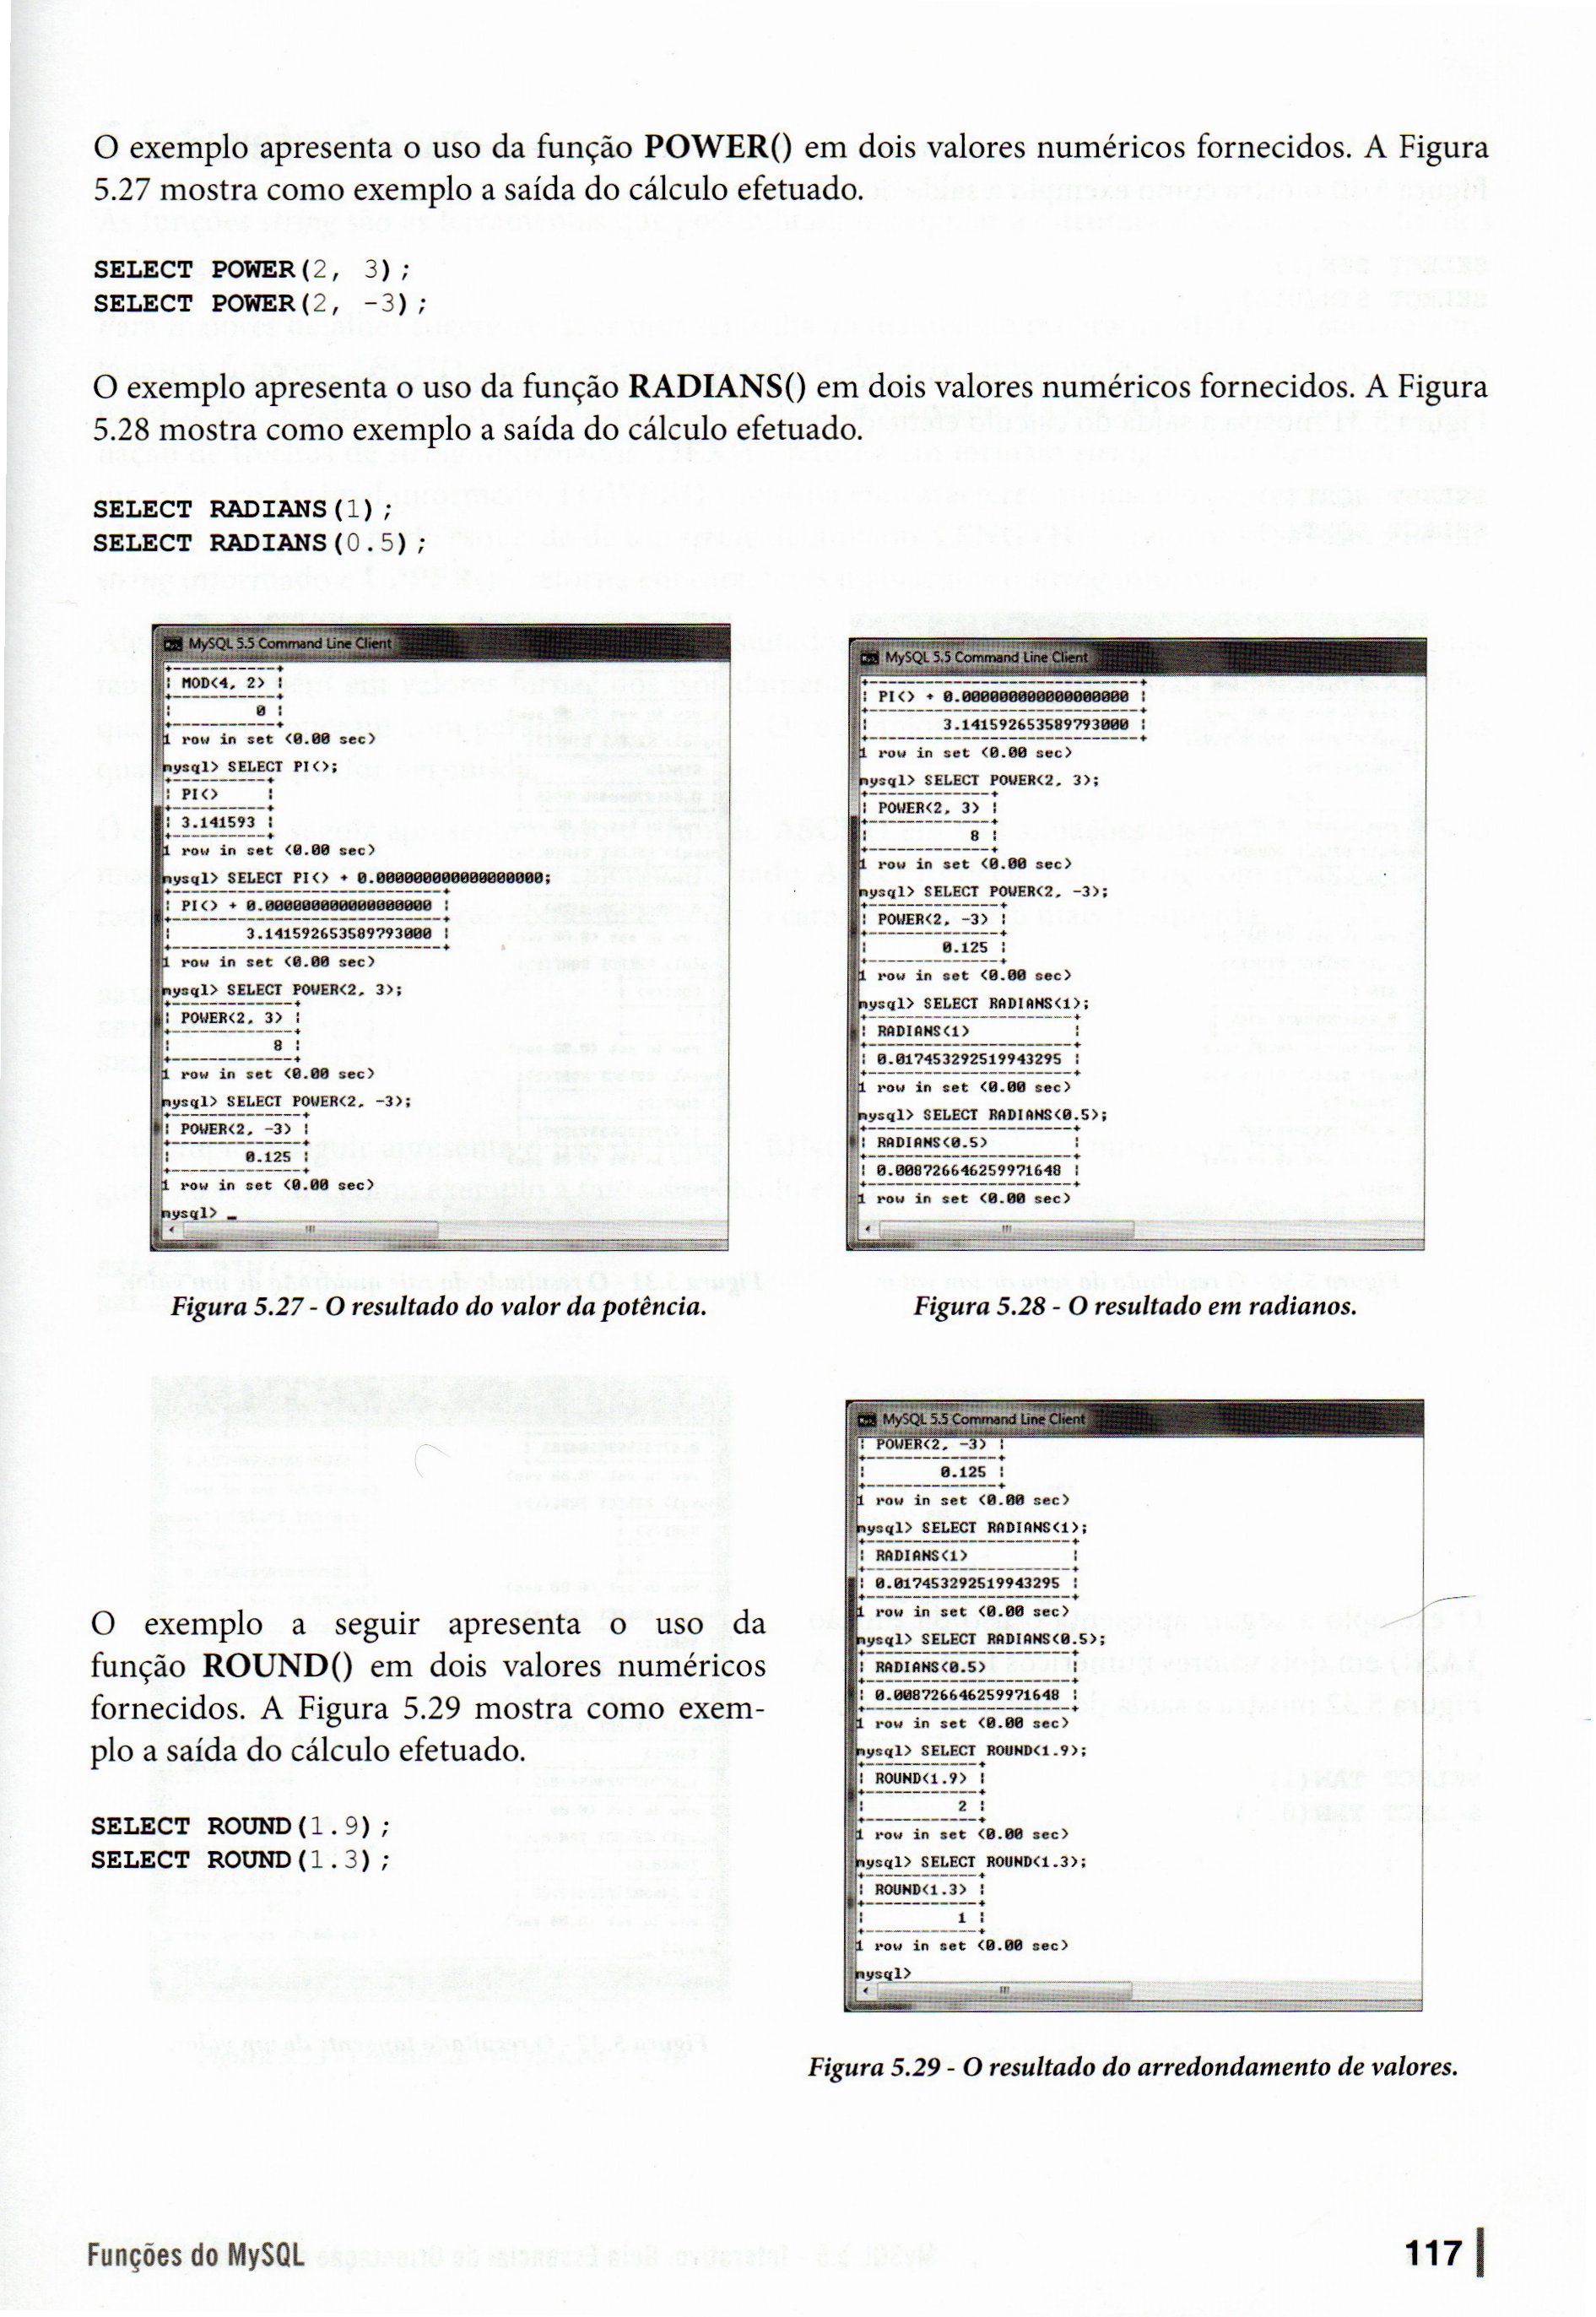 O exemplo apresenta o uso da função POWER() em dois valores numéricos fornecidos. A Figura
5.27 mostra como exemplo a saída do cálculo efetuado.
SELECT POWER(2, 3);
SELECT POWER(2, -3);
O exemplo apresenta o uso da função RADIANS() em dois valores numéricos fornecidos. A Figura
5.28 mostra como exemplo a saída do cálculo efetuado.
SELECT RADIANS(1);
SELECT RADIANS(0.5);
MySQL 5.5 Command Line Client
MOD(4, 2)
0
1 row in set (0.00 sec)
mysql> SELECT PI();
PI()
3.141593
1 row in set (0.00 sec)
mysql> SELECT PI() + 0.000000000000000000;
PI() + 0.000000000000000000
3.141592653589793000
1 row in set (0.00 sec)
mysql> SELECT POWER(2, 3);
POWER(2, 3)
8
1 row in set (0.00 sec)
mysql> SELECT POWER(2, -3);
POWER(2, -3)
0.125
1 row in set (0.00 sec)
mysql> _
Figura 5.27 - O resultado do valor da potência.
MySQL 5.5 Command Line Client
PI() + 0.000000000000000000
3.141592653589793000
1 row in set (0.00 sec)
mysql> SELECT POWER(2, 3);
POWER(2, 3)
8
1 row in set (0.00 sec)
mysql> SELECT POWER(2, -3);
POWER(2, -3)
0.125
1 row in set (0.00 sec)
mysql> SELECT RADIANS(1);
RADIANS(1)
0.017453292519943295
1 row in set (0.00 sec)
mysql> SELECT RADIANS(0.5);
RADIANS(0.5)
0.008726646259971648
1 row in set (0.00 sec)
Figura 5.28 - O resultado em radianos.
O exemplo a seguir apresenta o uso da
função ROUND() em dois valores numéricos
fornecidos. A Figura 5.29 mostra como exem-
plo a saída do cálculo efetuado.
SELECT ROUND(1.9);
SELECT ROUND(1.3);
MySQL 5.5 Command Line Client
POWER(2, -3)
0.125
1 row in set (0.00 sec)
mysql> SELECT RADIANS(1);
RADIANS(1)
0.017453292519943295
1 row in set (0.00 sec)
mysql> SELECT RADIANS(0.5);
RADIANS(0.5)
0.008726646259971648
1 row in set (0.00 sec)
mysql> SELECT ROUND(1.9);
ROUND(1.9)
2
1 row in set (0.00 sec)
mysql> SELECT ROUND(1.3);
ROUND(1.3)
1
1 row in set (0.00 sec)
mysql>
Figura 5.29 - O resultado do arredondamento de valores.
Funções do MySQL
117